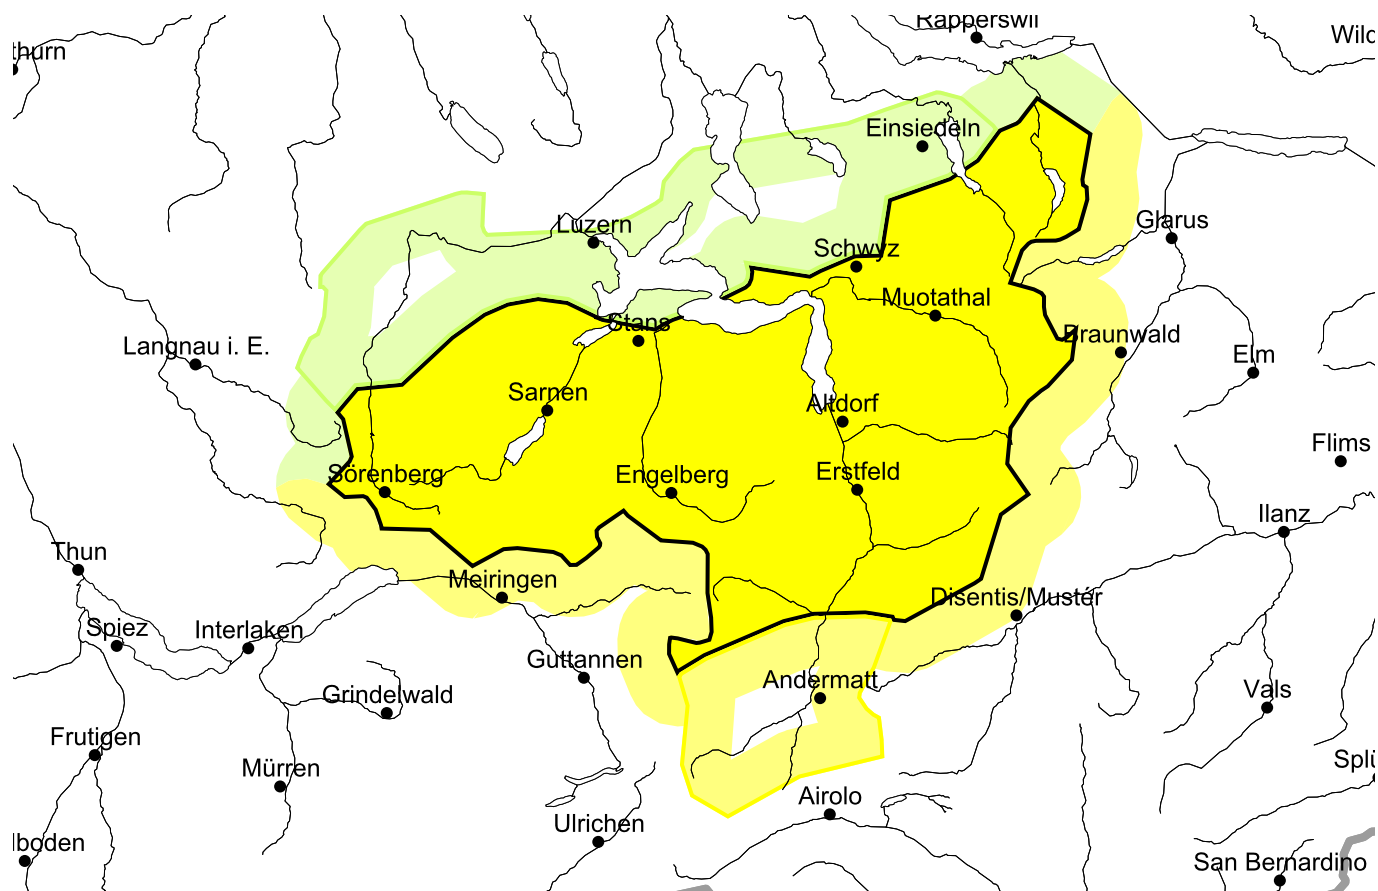 Rapperswil
thurn
Wild
Einsiedeln
Luzern
Glarus
Schwyz
Muotathal
Stans
Braunwald
Langnau i. E.
Elm
Sarnen
Altdorf
Flims
Sörenberg
Engelberg
Erstfeld
Ilanz
Thun
Meiringen
Disentis/Mustér
Spiez
Interlaken
Guttannen
Andermatt
Vals
Grindelwald
Frutigen
Mürren
Splü
Airolo
Ulrichen
lboden
San Bernardino